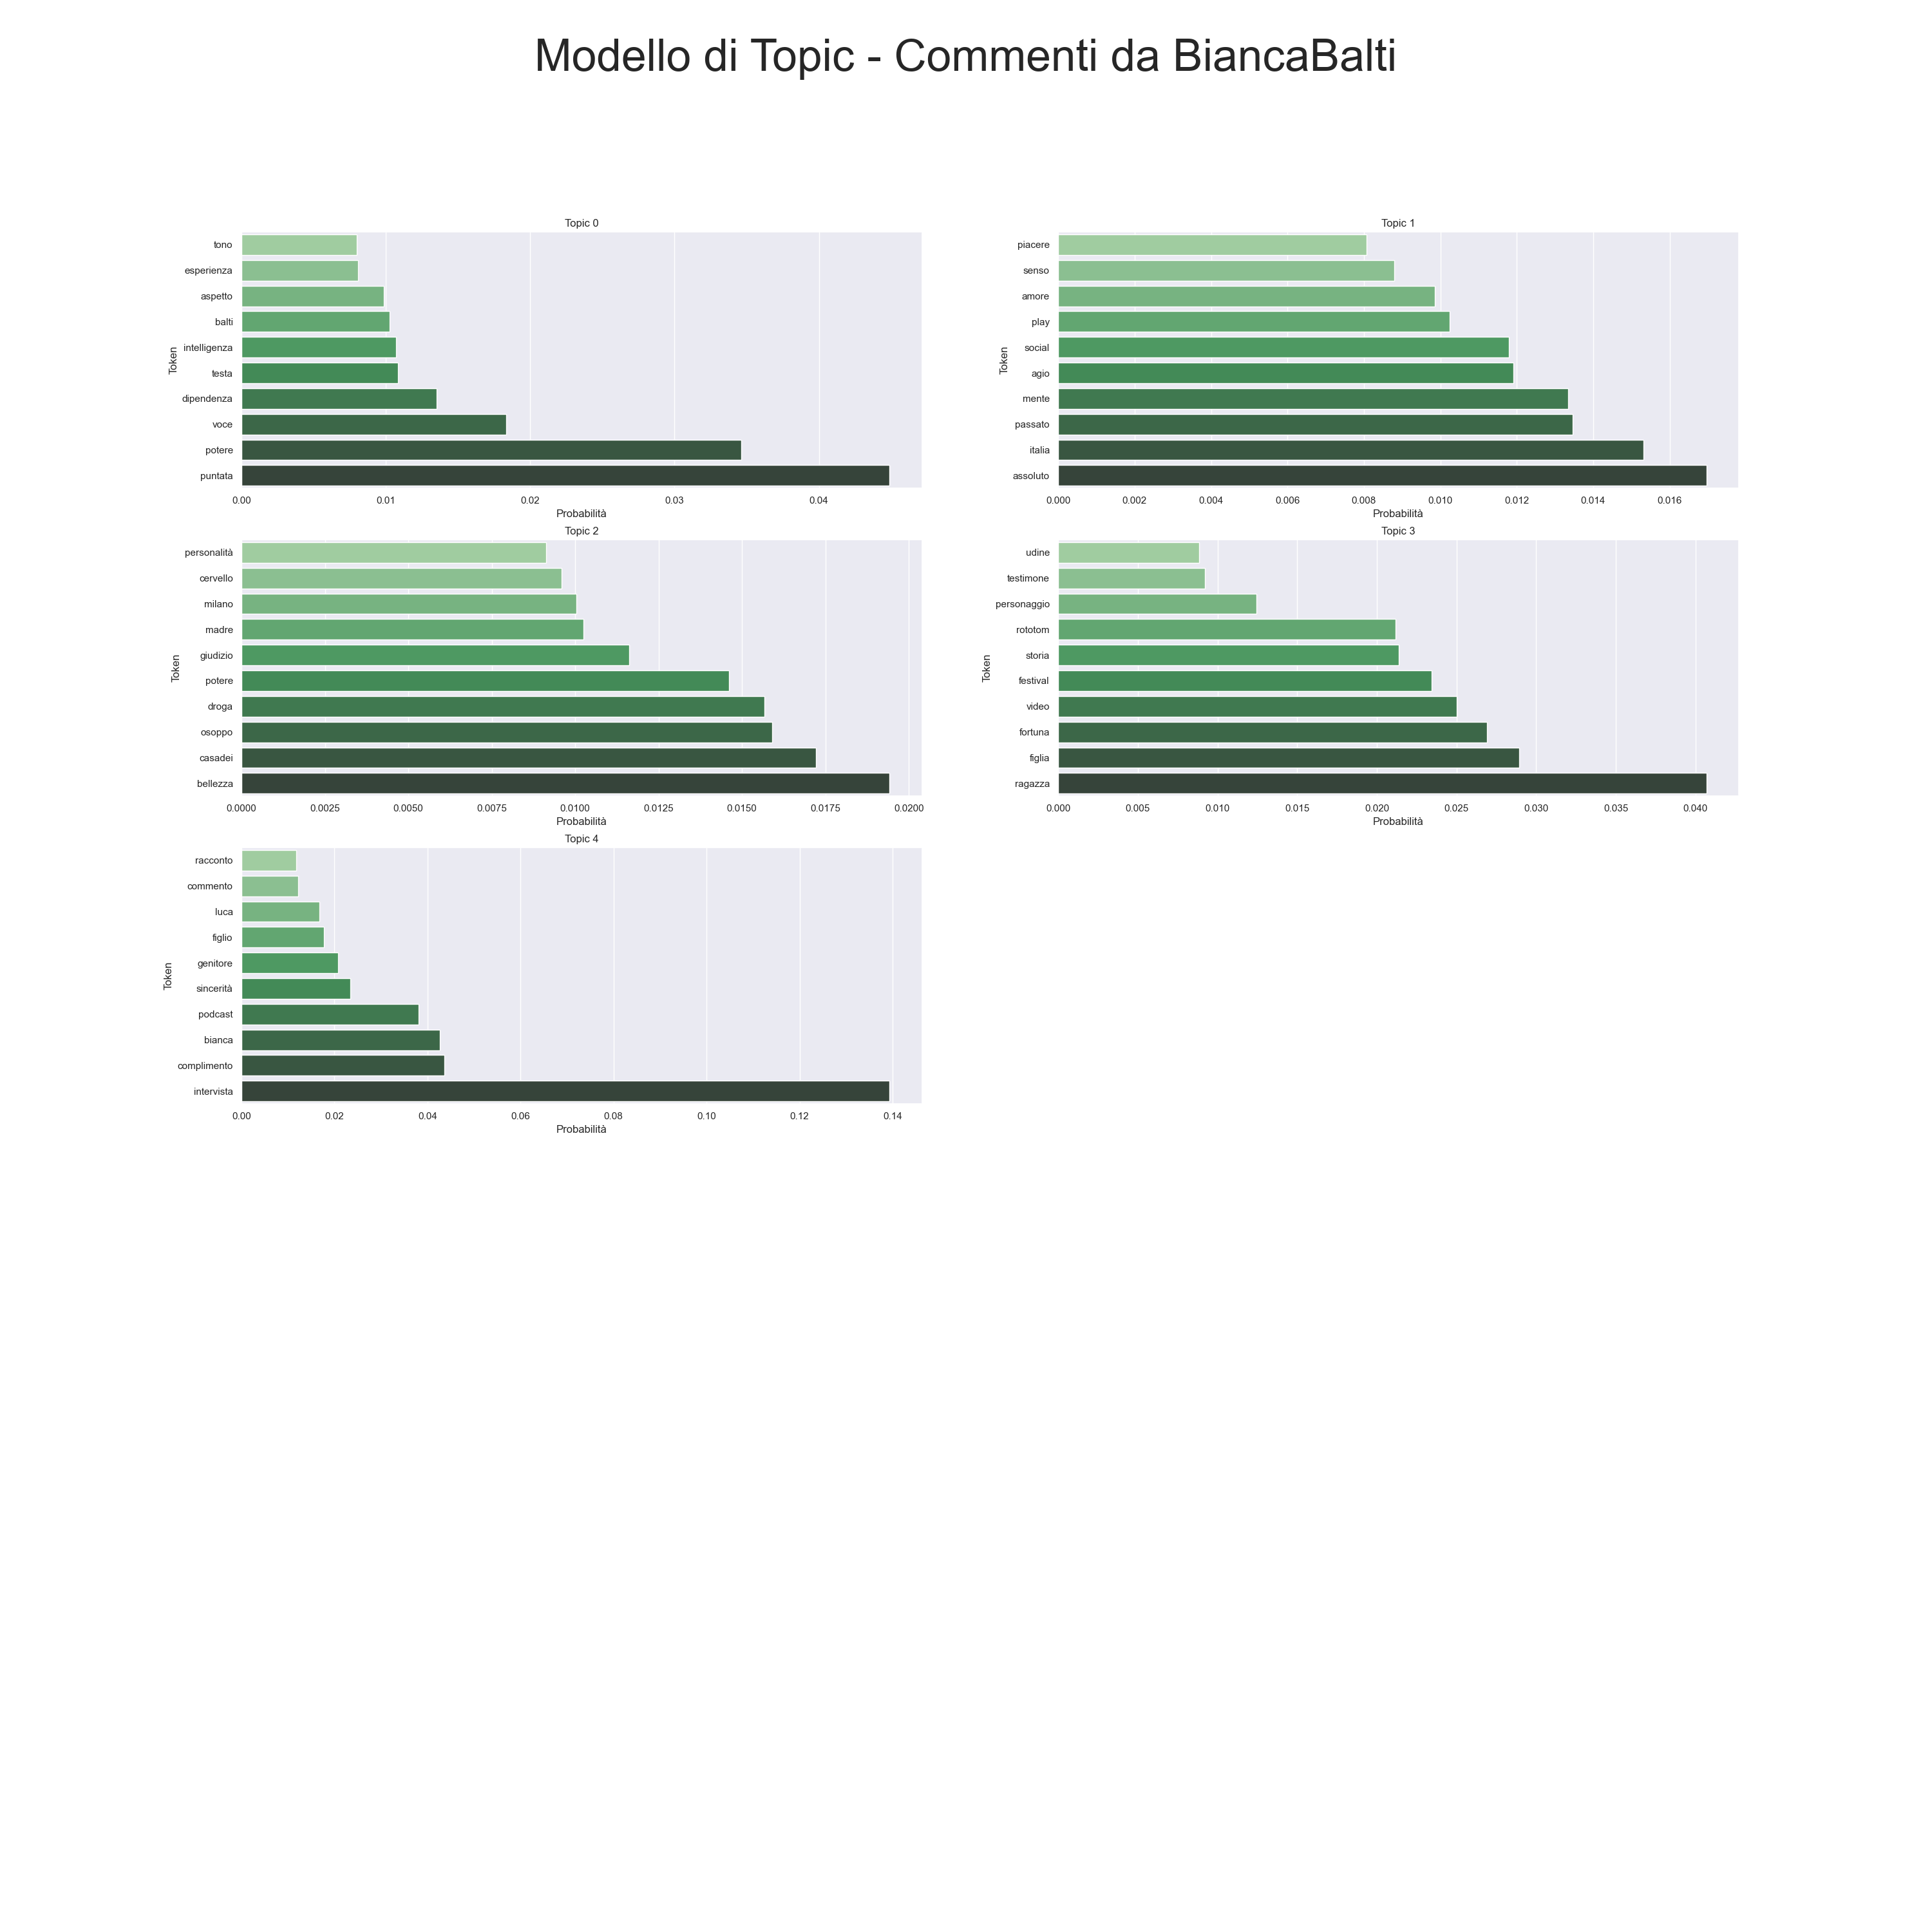 Modello di Topic - Commenti da BiancaBalti
Topic 0
Token
tono
esperienza
aspetto
balti
intelligenza
testa
dipendenza
voce
potere
puntata
0.00 0.01 0.02 0.03 0.04
Probabilità
Topic 1
Token
piacere
senso
amore
play
social
agio
mente
passato
italia
assoluto
0.000 0.002 0.004 0.006 0.008 0.010 0.012 0.014 0.016
Probabilità
Topic 2
Token
personalità
cervello
milano
madre
giudizio
potere
droga
osoppo
casadei
bellezza
0.0000 0.0025 0.0050 0.0075 0.0100 0.0125 0.0150 0.0175 0.0200
Probabilità
Topic 3
Token
udine
testimone
personaggio
rototom
storia
festival
video
fortuna
figlia
ragazza
0.000 0.005 0.010 0.015 0.020 0.025 0.030 0.035 0.040
Probabilità
Topic 4
Token
racconto
commento
luca
figlio
genitore
sincerità
podcast
bianca
complimento
intervista
0.00 0.02 0.04 0.06 0.08 0.10 0.12 0.14
Probabilità